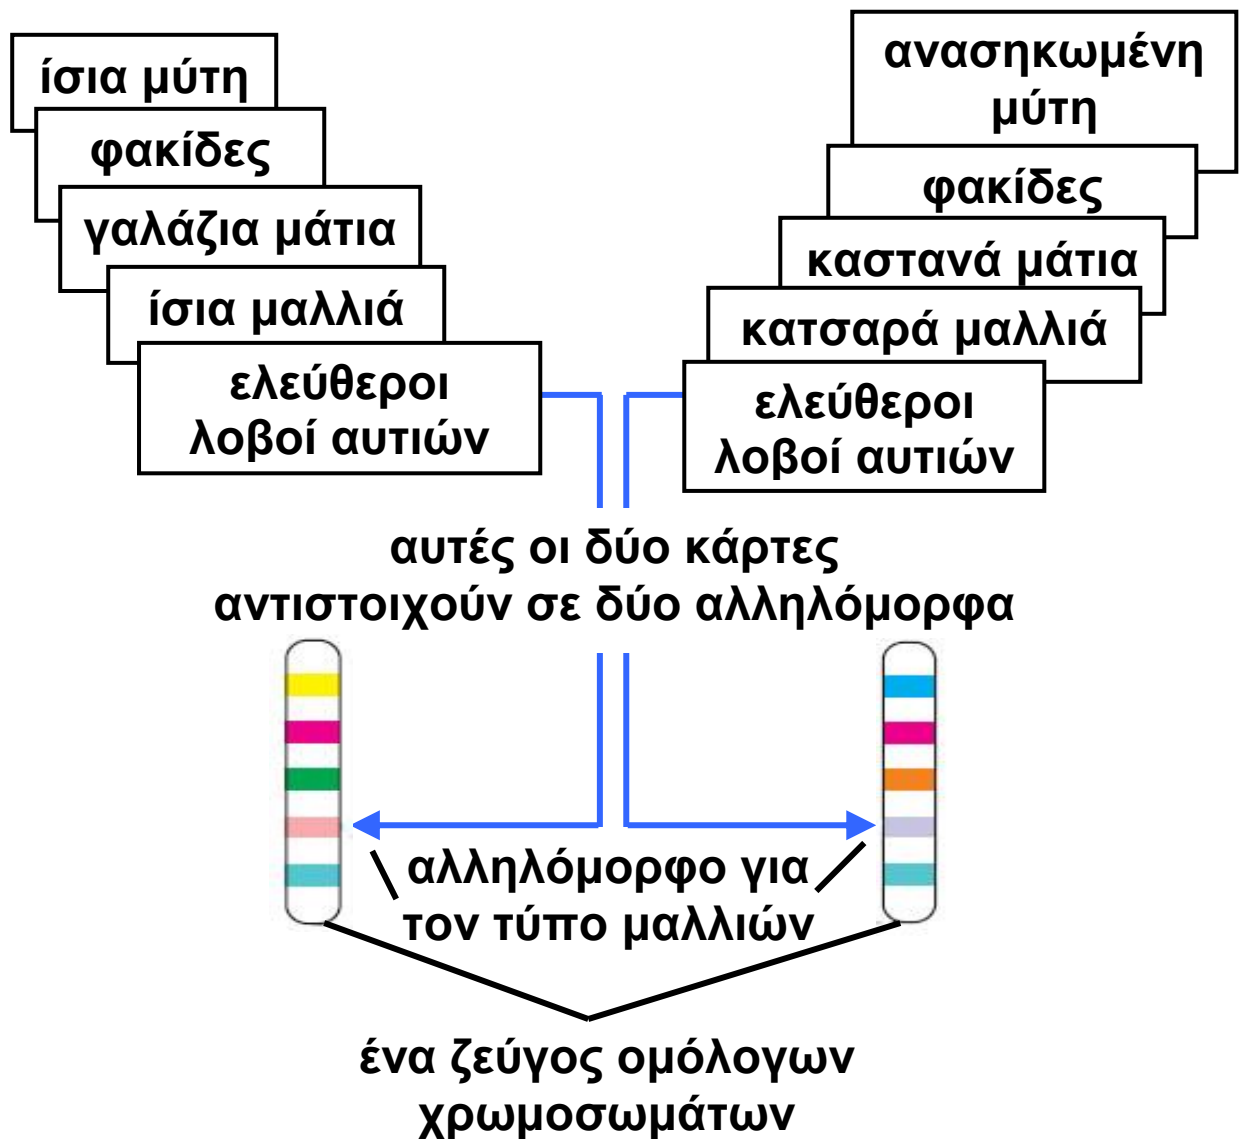 ίσια μύτη
φακίδες
γαλάζια μάτια
ίσια μαλλιά
ελεύθεροι
λοβοί αυτιών
ανασηκωμένη
μύτη
φακίδες
καστανά μάτια
κατσαρά μαλλιά
ελεύθεροι
λοβοί αυτιών
αυτές οι δύο κάρτες
αντιστοιχούν σε δύο αλληλόμορφα
αλληλόμορφο για
τον τύπο μαλλιών
ένα ζεύγος ομόλογων
χρωμοσωμάτων